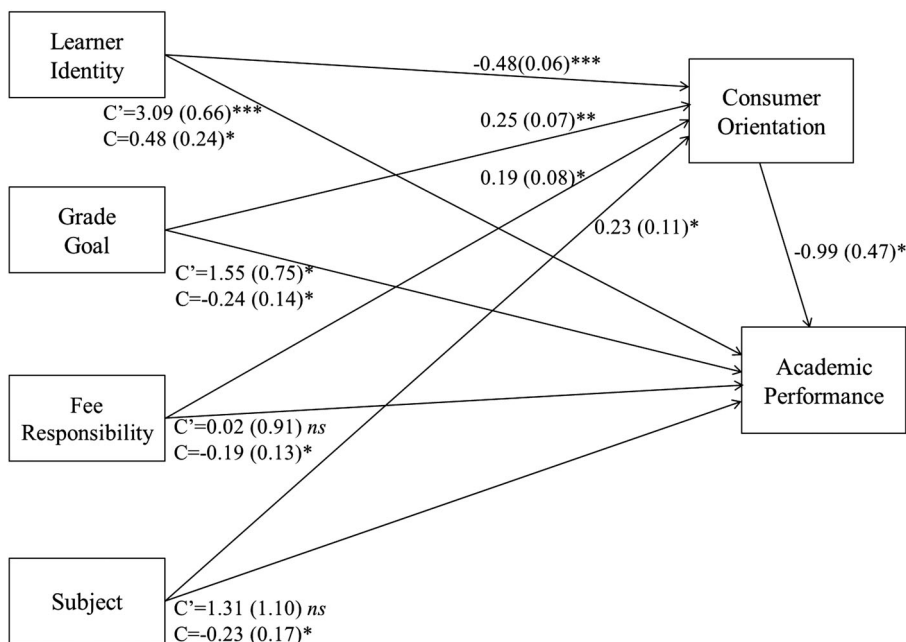 Learner
Identity
C’=3.09 (0.66)***
C=0.48 (0.24)*
-0.48(0.06)***
Consumer
Orientation
0.25 (0.07)**
0.19 (0.08)*
0.23 (0.11)*
Grade
Goal
C’=1.55 (0.75)*
C=-0.24 (0.14)*
-0.99 (0.47)*
Academic
Performance
Fee
Responsibility
C’=0.02 (0.91) ns
C=-0.19 (0.13)*
Subject
C’=1.31 (1.10) ns
C=-0.23 (0.17)*